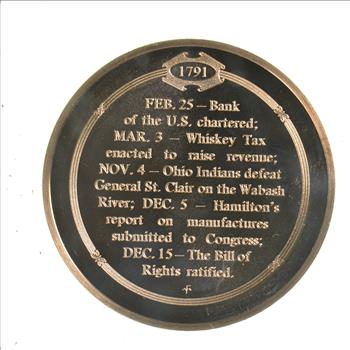 1791
FEB. 25 — Bank
of the U.S. chartered;
MAR. 3 — Whiskey Tax
enacted to raise revenue;
NOV. 4 — Ohio Indians defeat
General St. Clair on the Wabash
River; DEC. 5 — Hamilton's
report on manufactures
submitted to Congress;
DEC. 15 — The Bill of
Rights ratified.